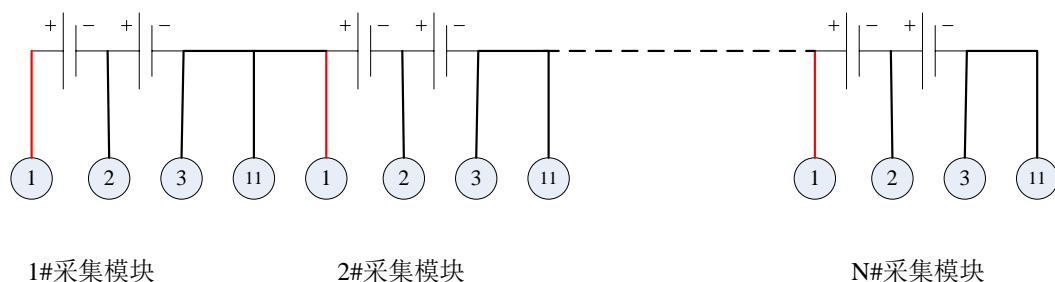 + − + − + − + − + − + −
1 2 3 11 1 2 3 11 1 2 3 11
1#采集模块 2#采集模块 N#采集模块